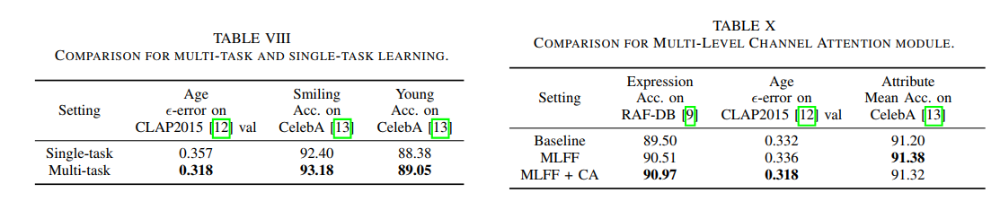 TABLE VIII
COMPARISON FOR MULTI-TASK AND SINGLE-TASK LEARNING.
Setting Age ϵ-error on CLAP2015 [12] val Smiling Acc. on CelebA [13] Young Acc. on CelebA [13]
Single-task 0.357 92.40 88.38
Multi-task 0.318 93.18 89.05
TABLE X
COMPARISON FOR MULTI-LEVEL CHANNEL ATTENTION MODULE.
Setting Expression Acc. on RAF-DB [9] Age ϵ-error on CLAP2015 [12] val Attribute Mean Acc. on CelebA [13]
Baseline 89.50 0.332 91.20
MLFF 90.51 0.336 91.38
MLFF + CA 90.97 0.318 91.32